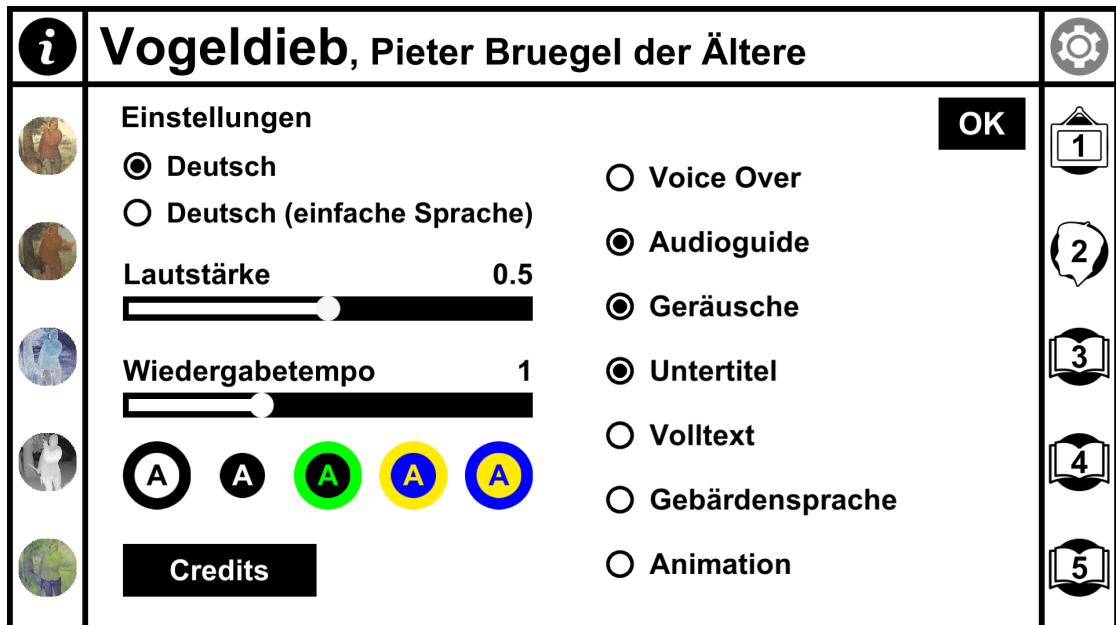 i
Vogeldieb, Pieter Bruegel der Ältere
Einstellungen
OK
Deutsch
Deutsch (einfache Sprache)
Lautstärke 0.5
Wiedergabetempo 1
A A A A A
Credits
Voice Over
Audioguide
Geräusche
Untertitel
Volltext
Gebärdensprache
Animation
1
2
3
4
5